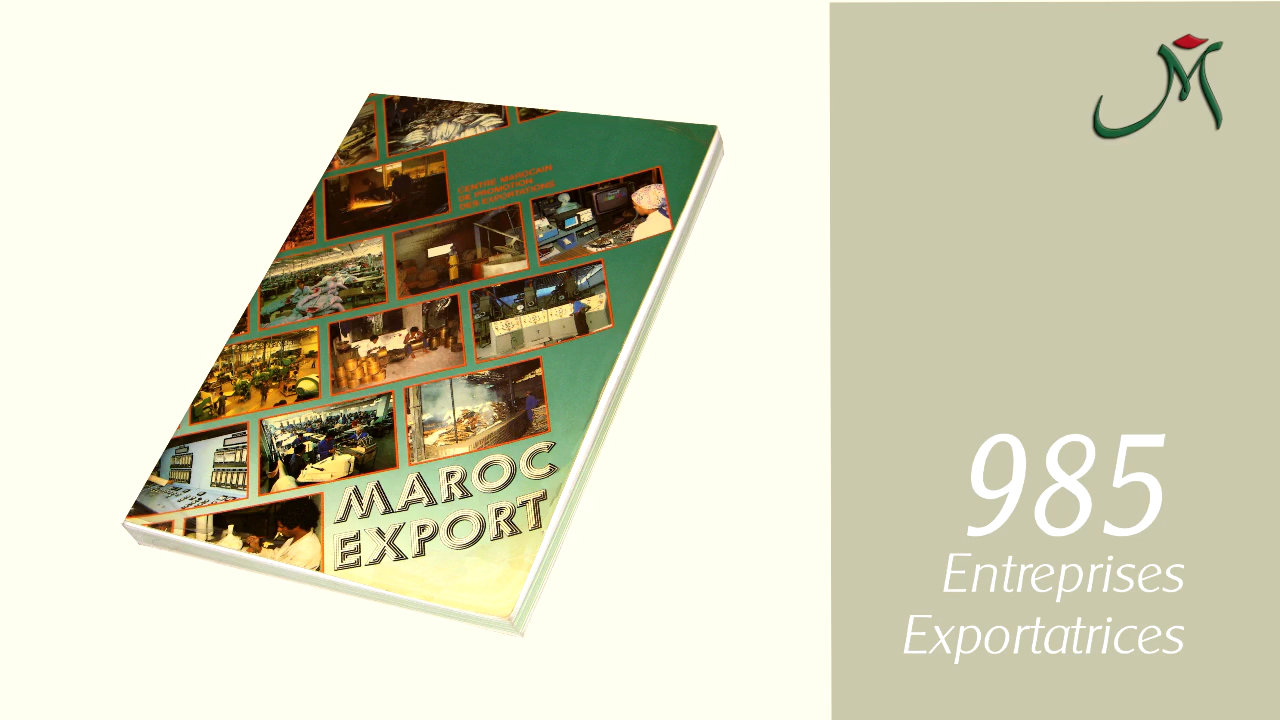 CENTRE MAROCAIN
DE PROMOTION
DES EXPORTATIONS
MAROC
EXPORT
985
Entreprises
Exportatrices